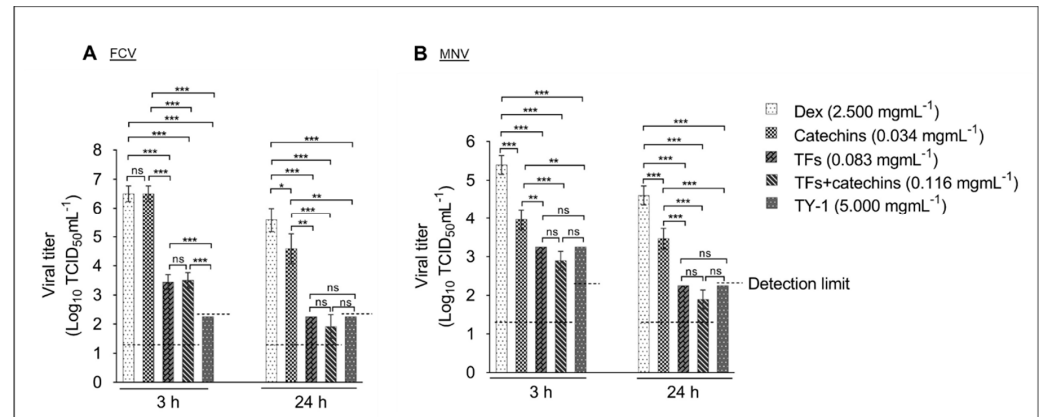 A FCV
*** 
***
***
***
***
ns
***
***
ns
***
***
***
***
*
**
***
**
ns
ns
ns
8
7
6
5
4
3
2
1
0
Viral titer
(Log10 TCID50mL-1)
3 h
24 h
B MNV
***
***
***
***
**
***
**
ns
ns
ns
***
***
***
***
***
***
***
ns
ns
ns
6
5
4
3
2
1
0
Viral titer
(Log10 TCID50mL-1)
3 h
24 h
Dex (2.500 mgmL-1)
Catechins (0.034 mgmL-1)
TFs (0.083 mgmL-1)
TFs+catechins (0.116 mgmL-1)
TY-1 (5.000 mgmL-1)
Detection limit